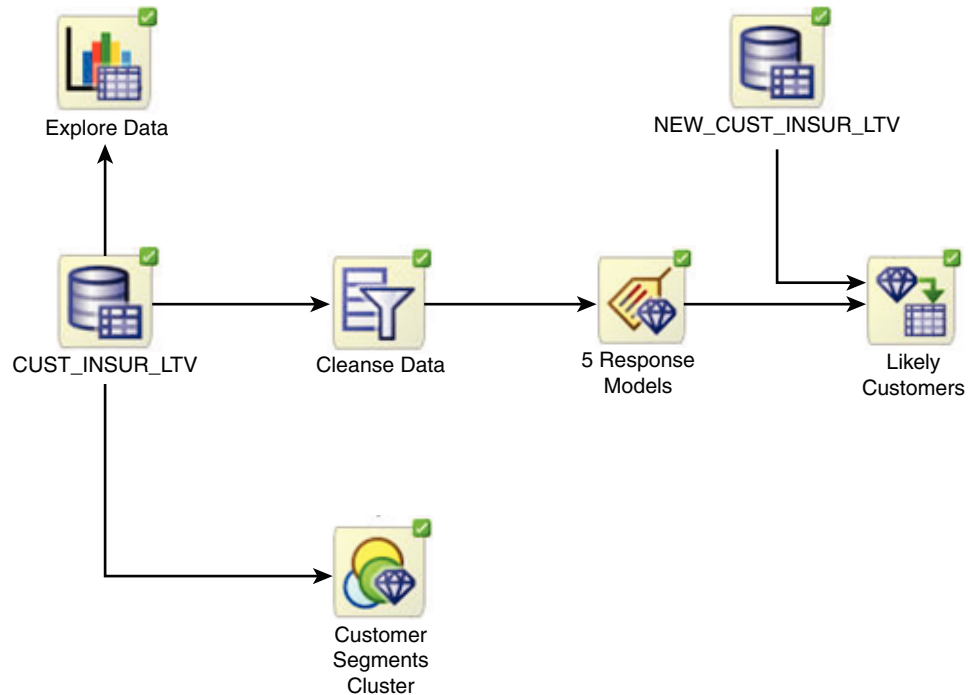 Explore Data
NEW_CUST_INSUR_LTV
CUST_INSUR_LTV
Cleanse Data
5 Response
Models
Likely
Customers
Customer
Segments
Cluster